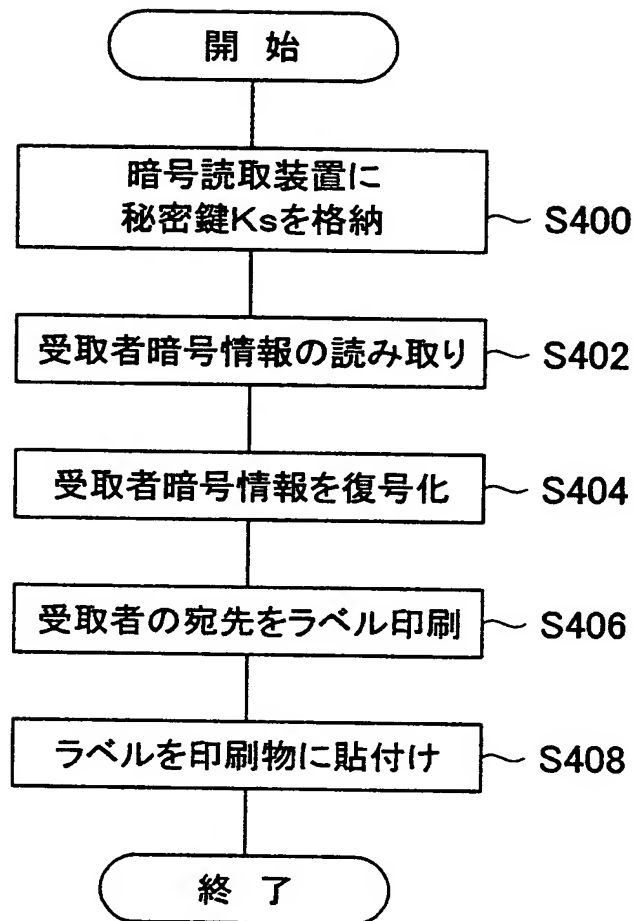 開 始
暗号読取装置に
秘密鍵Ksを格納
S400
受取者暗号情報の読み取り
S402
受取者暗号情報を復号化
S404
受取者の宛先をラベル印刷
S406
ラベルを印刷物に貼付け
S408
終 了